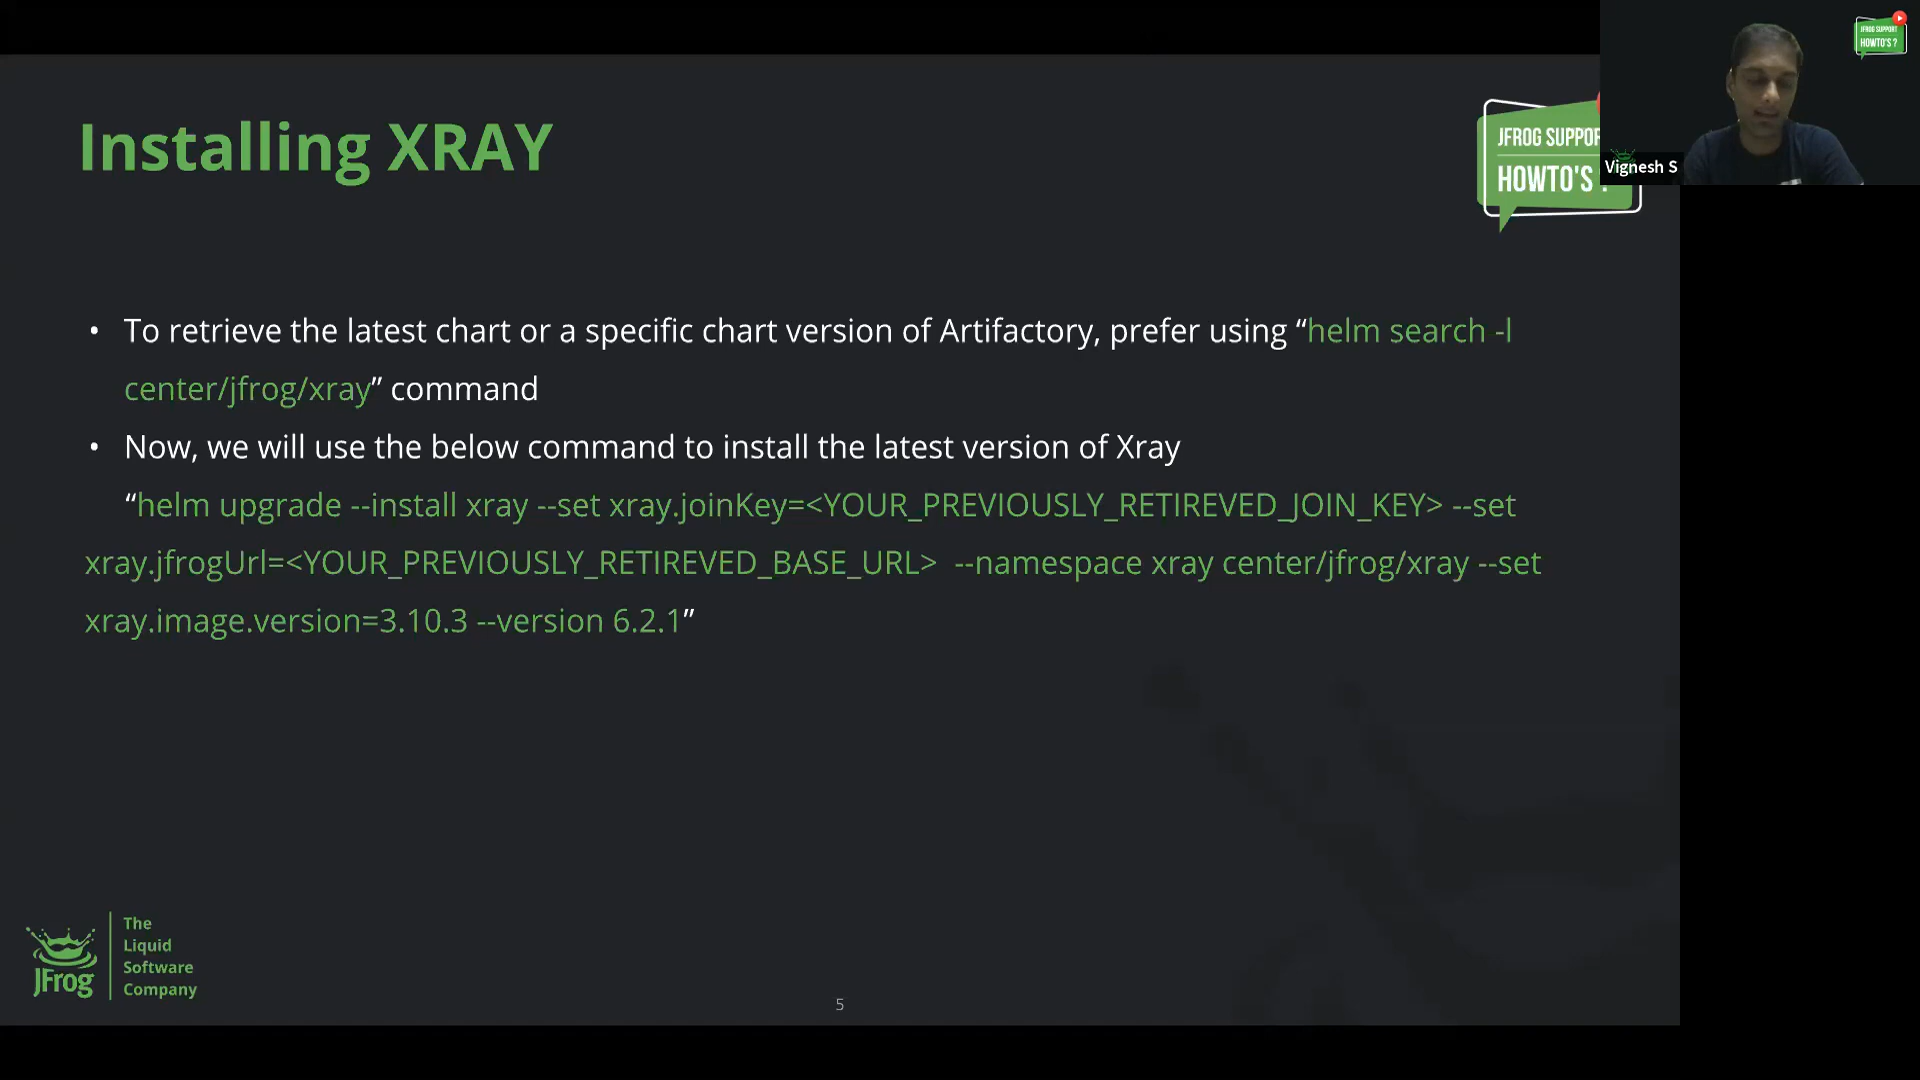 Installing XRAY
JFROG SUPPOR
HOWTO'S ?
JFROG SUPPORT
HOWTO'S ?
Vignesh S
• To retrieve the latest chart or a specific chart version of Artifactory, prefer using “helm search -l
center/jfrog/xray” command
• Now, we will use the below command to install the latest version of Xray
“helm upgrade --install xray --set xray.joinKey=<YOUR_PREVIOUSLY_RETIREVED_JOIN_KEY> --set
xray.jfrogUrl=<YOUR_PREVIOUSLY_RETIREVED_BASE_URL> --namespace xray center/jfrog/xray --set
xray.image.version=3.10.3 --version 6.2.1”
JFrog
The
Liquid
Software
Company
5